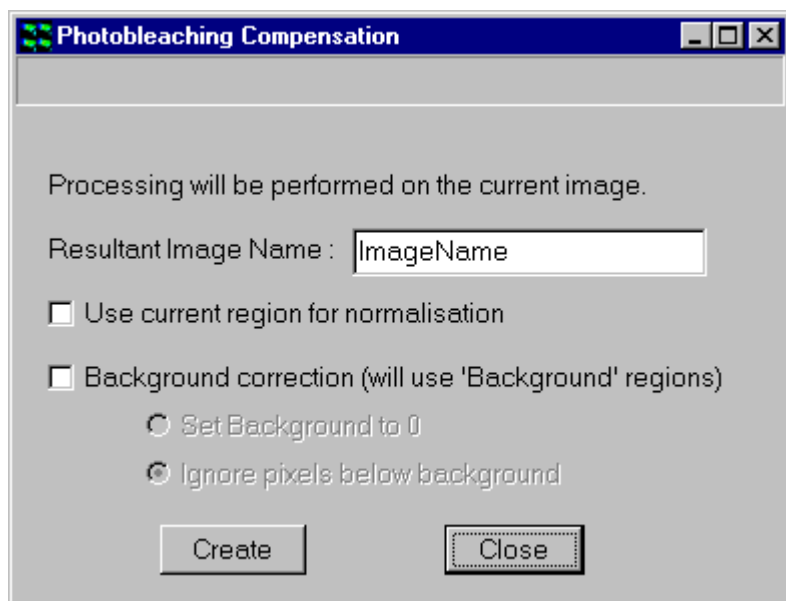 Photobleaching Compensation
Processing will be performed on the current image.
Resultant Image Name : ImageName
Use current region for normalisation
Background correction (will use 'Background' regions)
Set Background to 0
Ignore pixels below background
Create Close